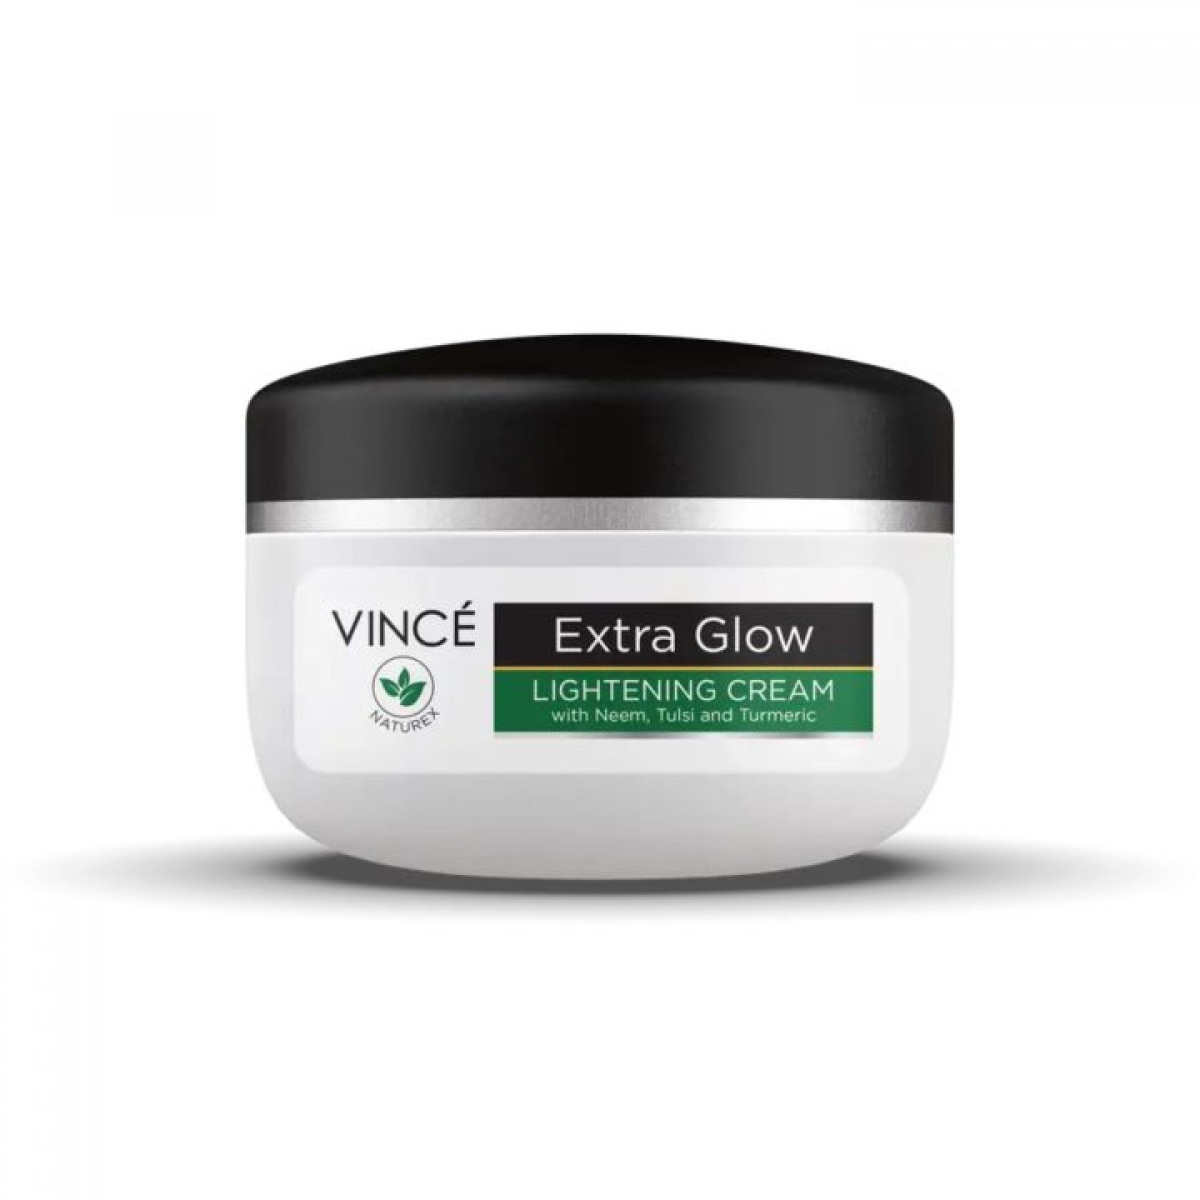 VINCÉ
NATUREX
Extra Glow
LIGHTENING CREAM
with Neem, Tulsi and Turmeric